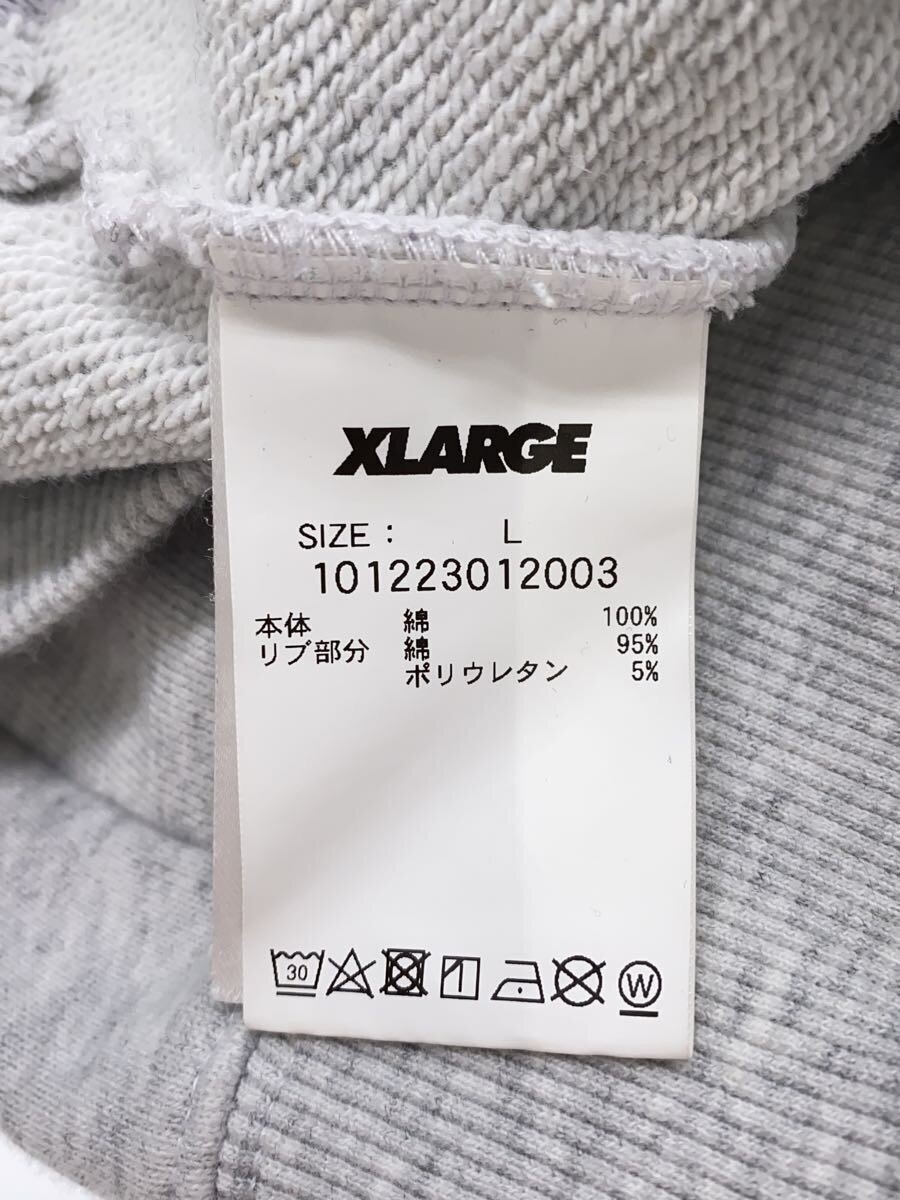 XLARGE
SIZE: L
101223012003
本体 綿 100%
リブ部分 綿 95%
ポリウレタン 5%
30
W